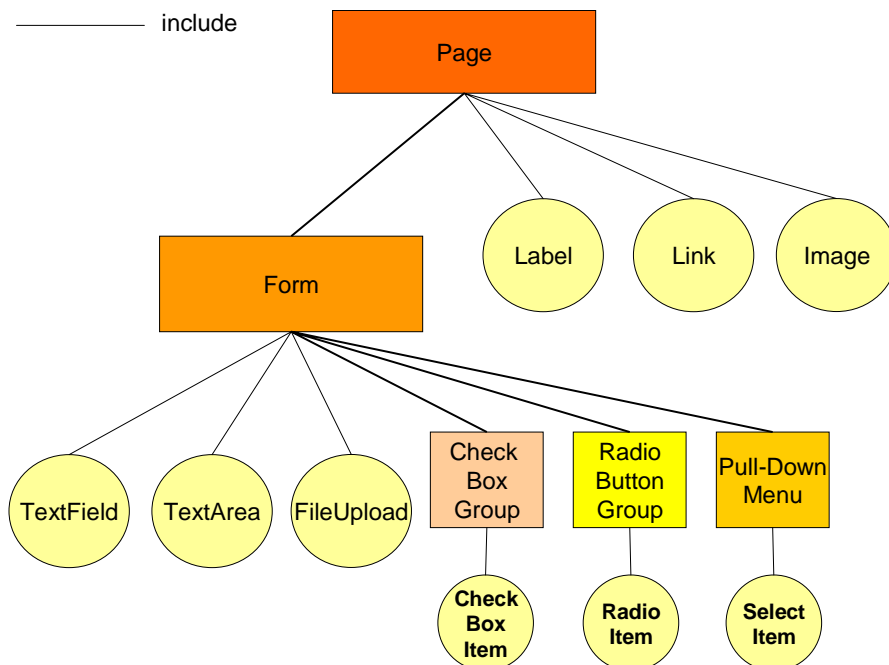 include
Page
Label
Link
Image
Form
TextField
TextArea
FileUpload
Check
Box
Group
Radio
Button
Group
Pull-Down
Menu
Check
Box
Item
Radio
Item
Select
Item